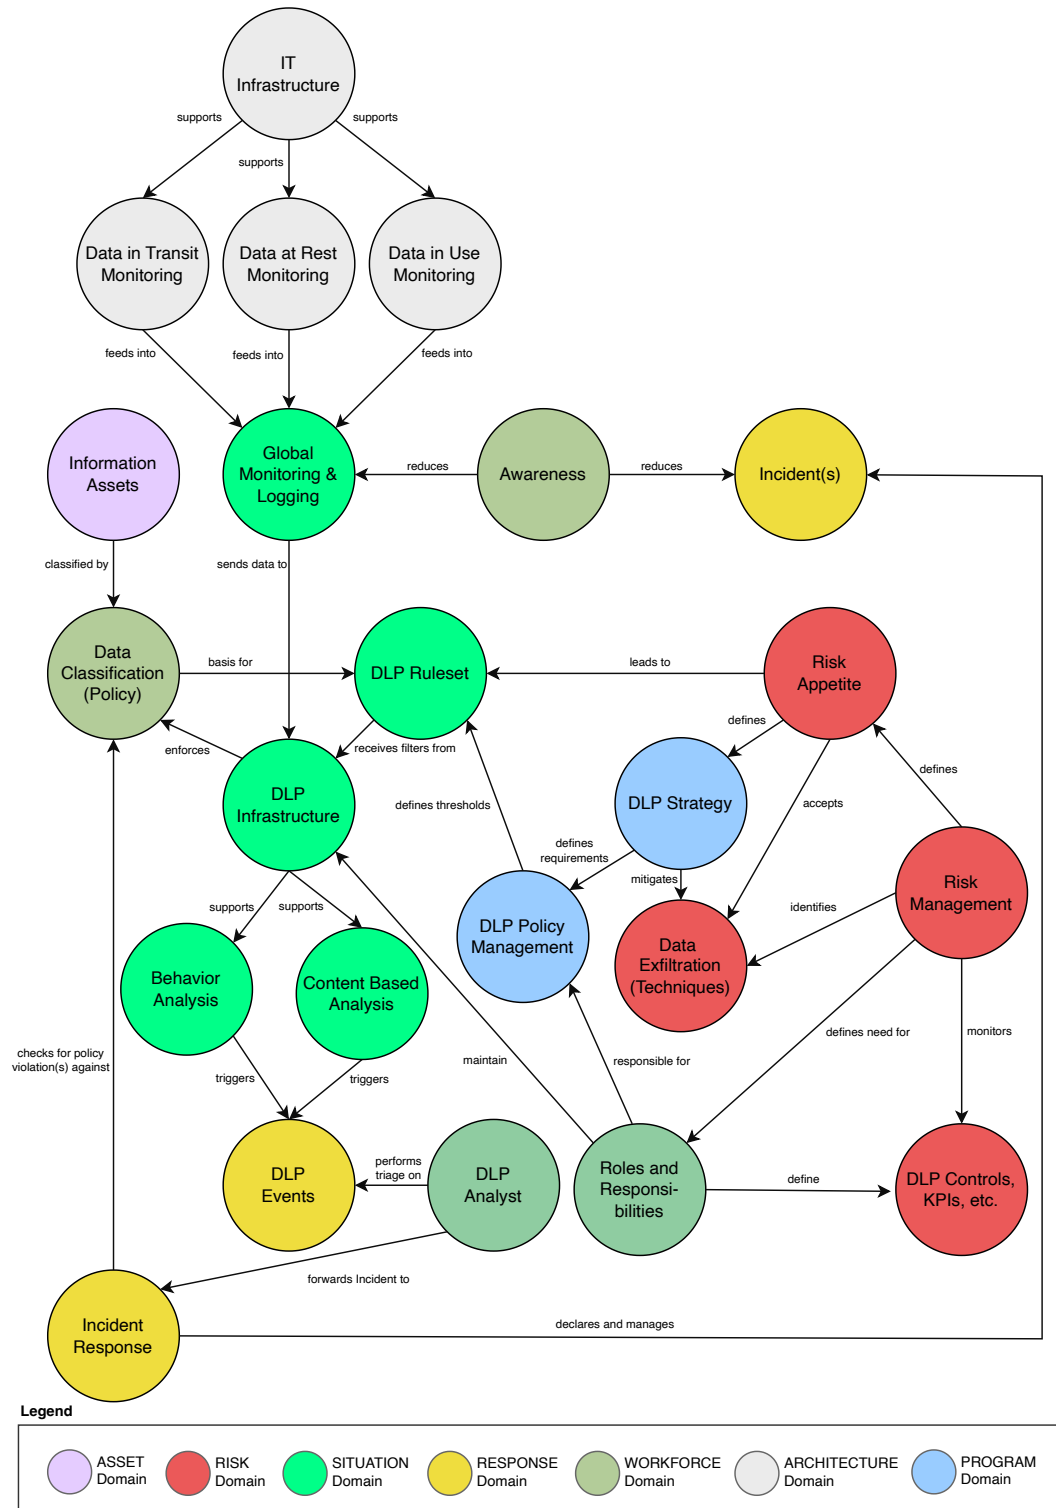 IT
Infrastructure
supports
supports
supports
Data in Transit
Monitoring
Data at Rest
Monitoring
Data in Use
Monitoring
feeds into
feeds into
feeds into
Information
Assets
Global
Monitoring &
Logging
reduces
Awareness
reduces
Incident(s)
classified by
sends data to
Data
Classification
(Policy)
basis for
DLP Ruleset
leads to
Risk
Appetite
enforces
receives filters from
defines
defines
DLP
Infrastructure
defines thresholds
DLP Strategy
accepts
defines
requirements
mitigates
supports
supports
identifies
Risk
Management
Behavior
Analysis
Content Based
Analysis
DLP Policy
Management
Data
Exfiltration
(Techniques)
checks for policy
violation(s) against
triggers
triggers
maintain
responsible for
defines need for
monitors
DLP
Events
performs
triage on
DLP
Analyst
Roles and
Responsi-
bilities
define
DLP Controls,
KPIs, etc.
forwards Incident to
Incident
Response
declares and manages
Legend
ASSET
Domain
RISK
Domain
SITUATION
Domain
RESPONSE
Domain
WORKFORCE
Domain
ARCHITECTURE
Domain
PROGRAM
Domain